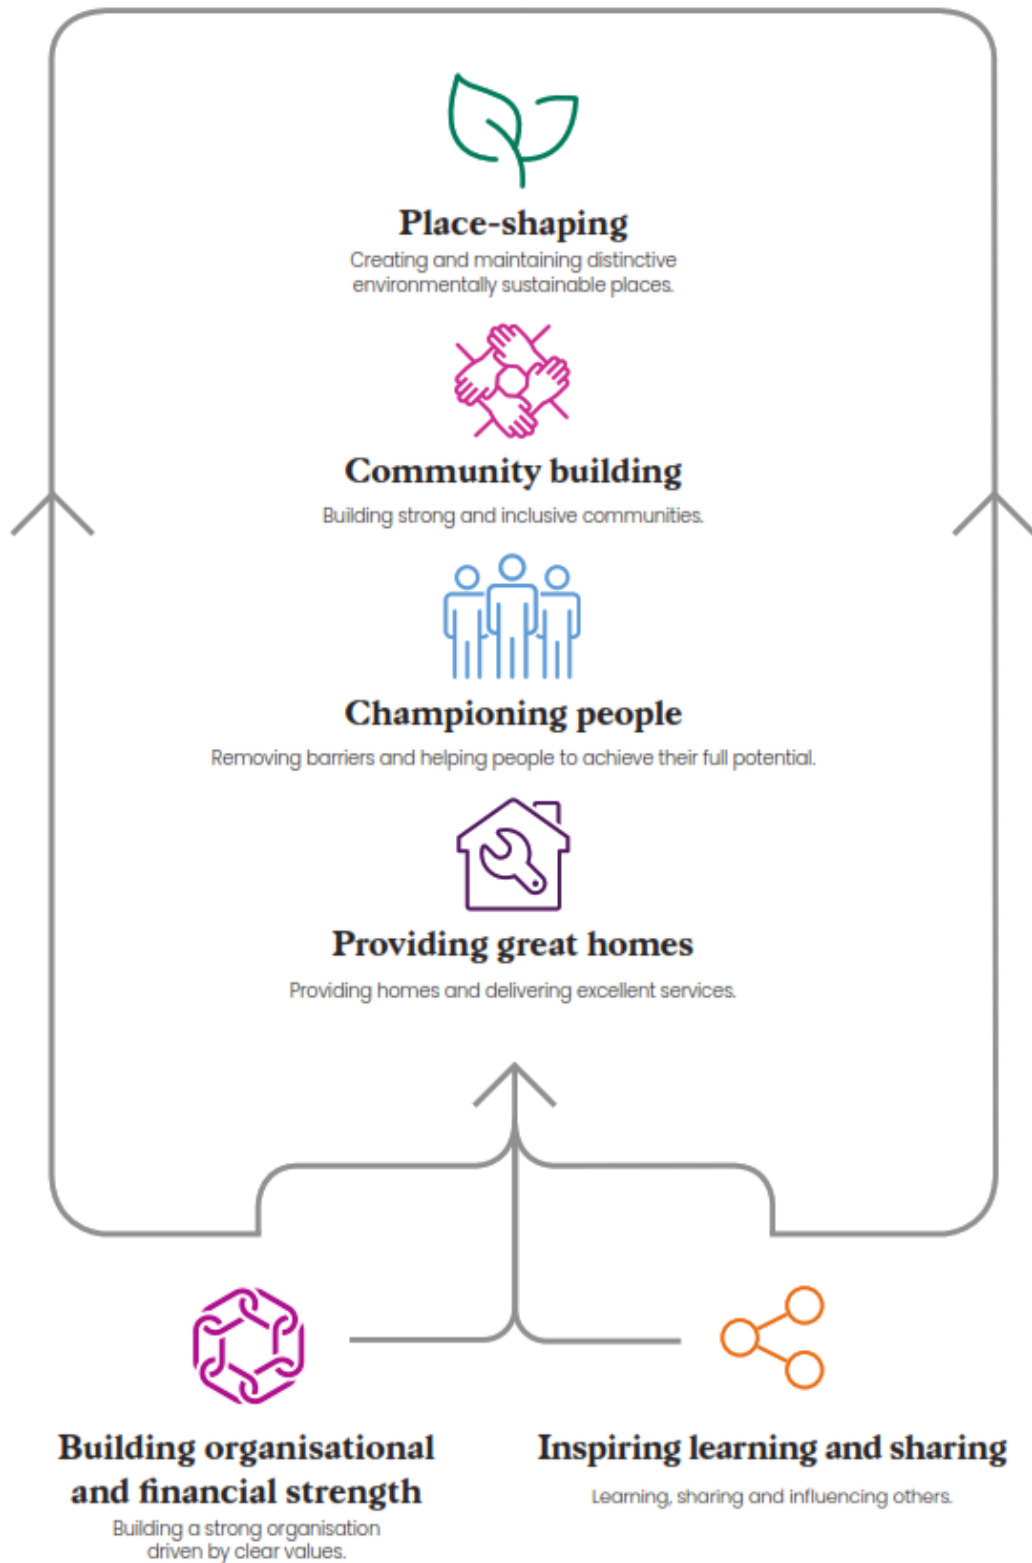 Place-shaping
Creating and maintaining distinctive
environmentally sustainable places.
Community building
Building strong and inclusive communities.
Championing people
Removing barriers and helping people to achieve their full potential.
Providing great homes
Providing homes and delivering excellent services.
Building organisational
and financial strength
Building a strong organisation
driven by clear values.
Inspiring learning and sharing
Learning, sharing and influencing others.